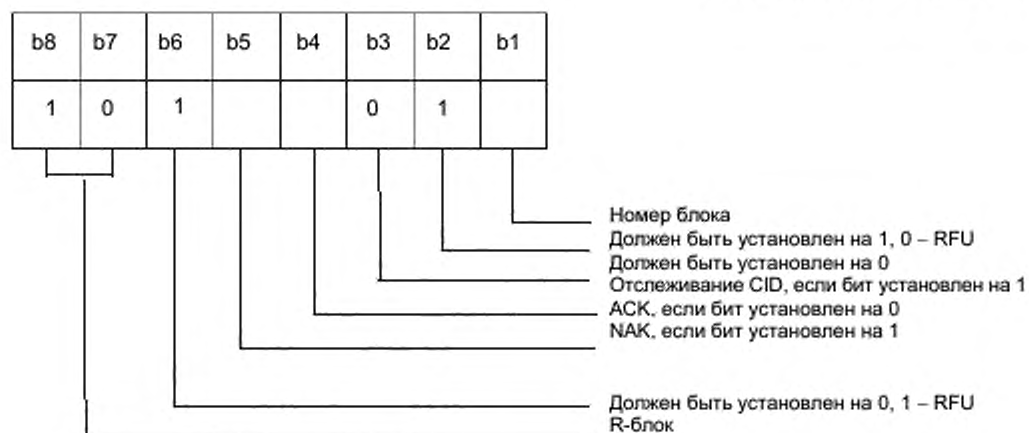 b8 b7 b6 b5 b4 b3 b2 b1
1 0 1 0 1
Номер блока
Должен быть установлен на 1, 0 – RFU
Должен быть установлен на 0
Отслеживание CID, если бит установлен на 1
ACK, если бит установлен на 0
NAK, если бит установлен на 1
Должен быть установлен на 0, 1 – RFU
R-блок